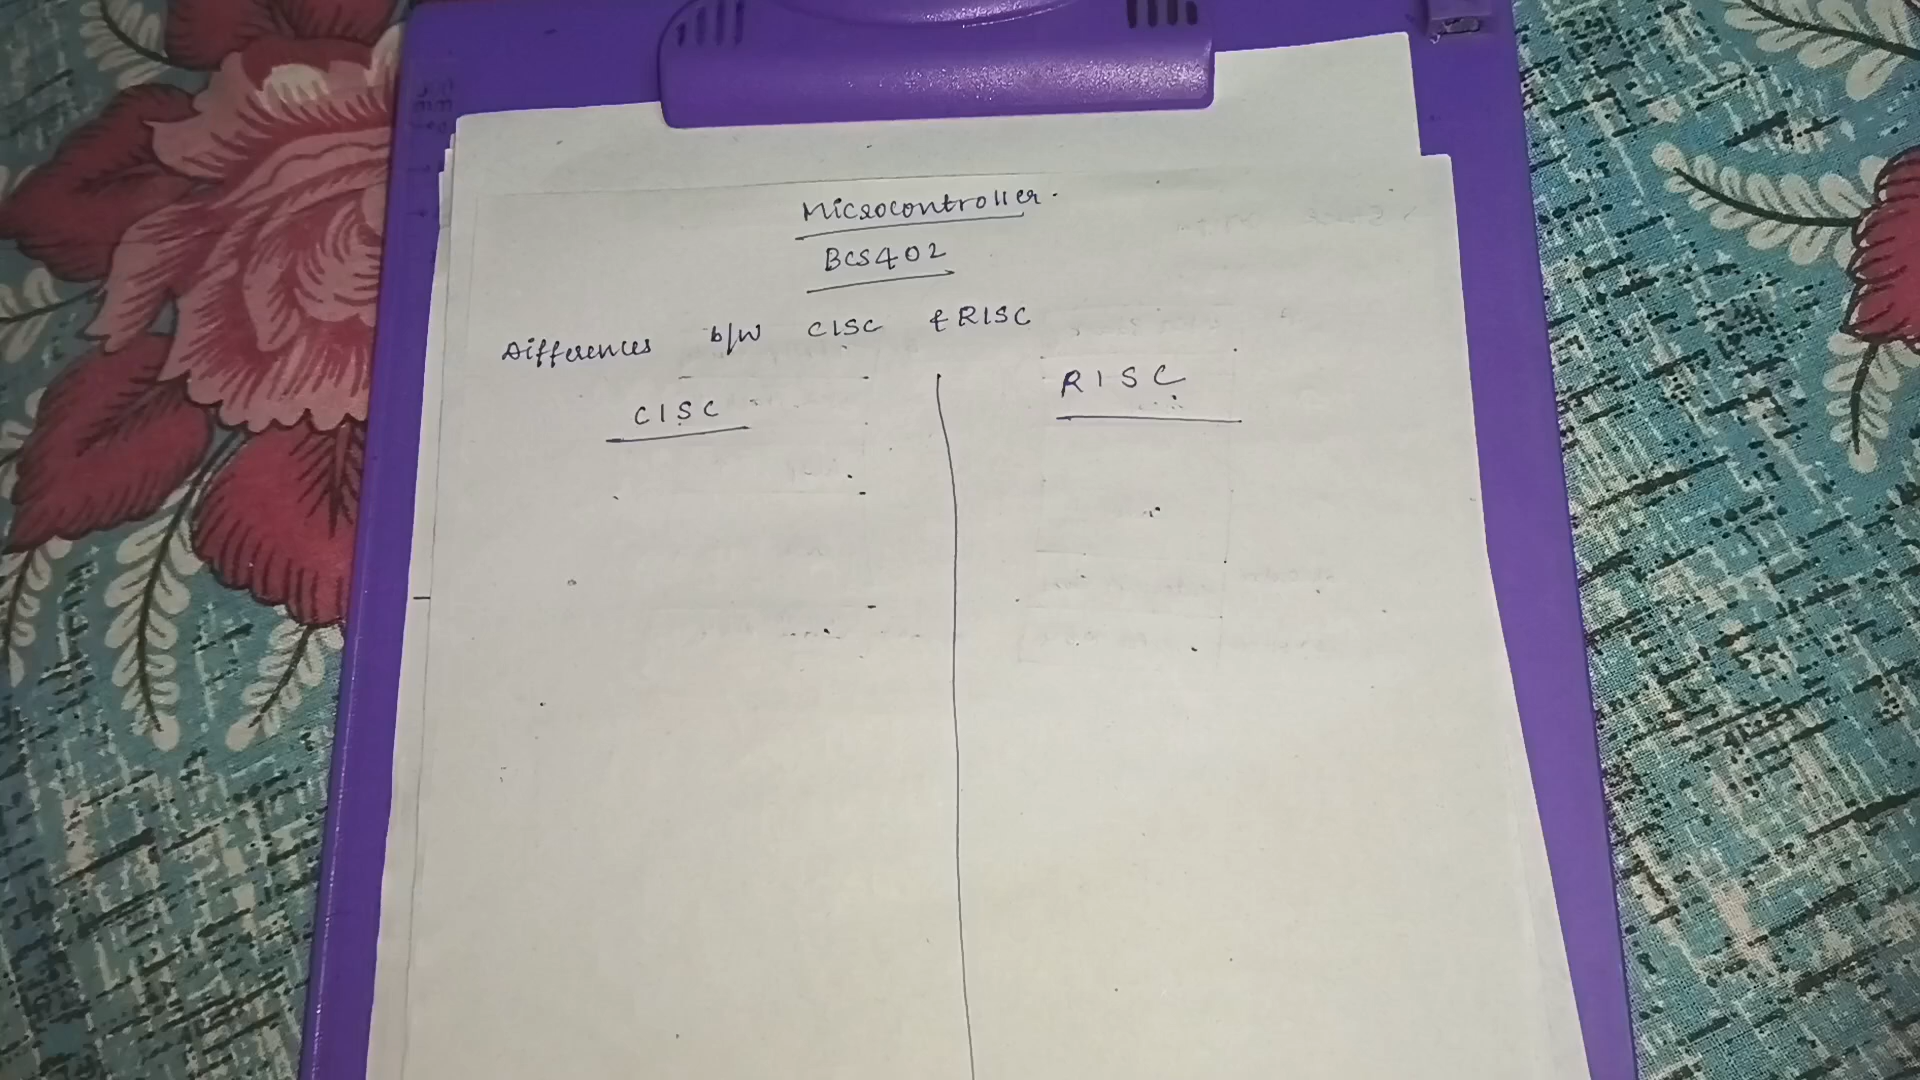 Microcontroller.
BCS402
Differences b/w CISC & RISC
CISC
RISC